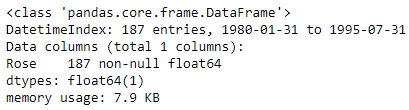 <class 'pandas.core.frame.DataFrame'>
DatetimeIndex: 187 entries, 1980-01-31 to 1995-07-31
Data columns (total 1 columns):
Rose    187 non-null float64
dtypes: float64(1)
memory usage: 7.9 KB